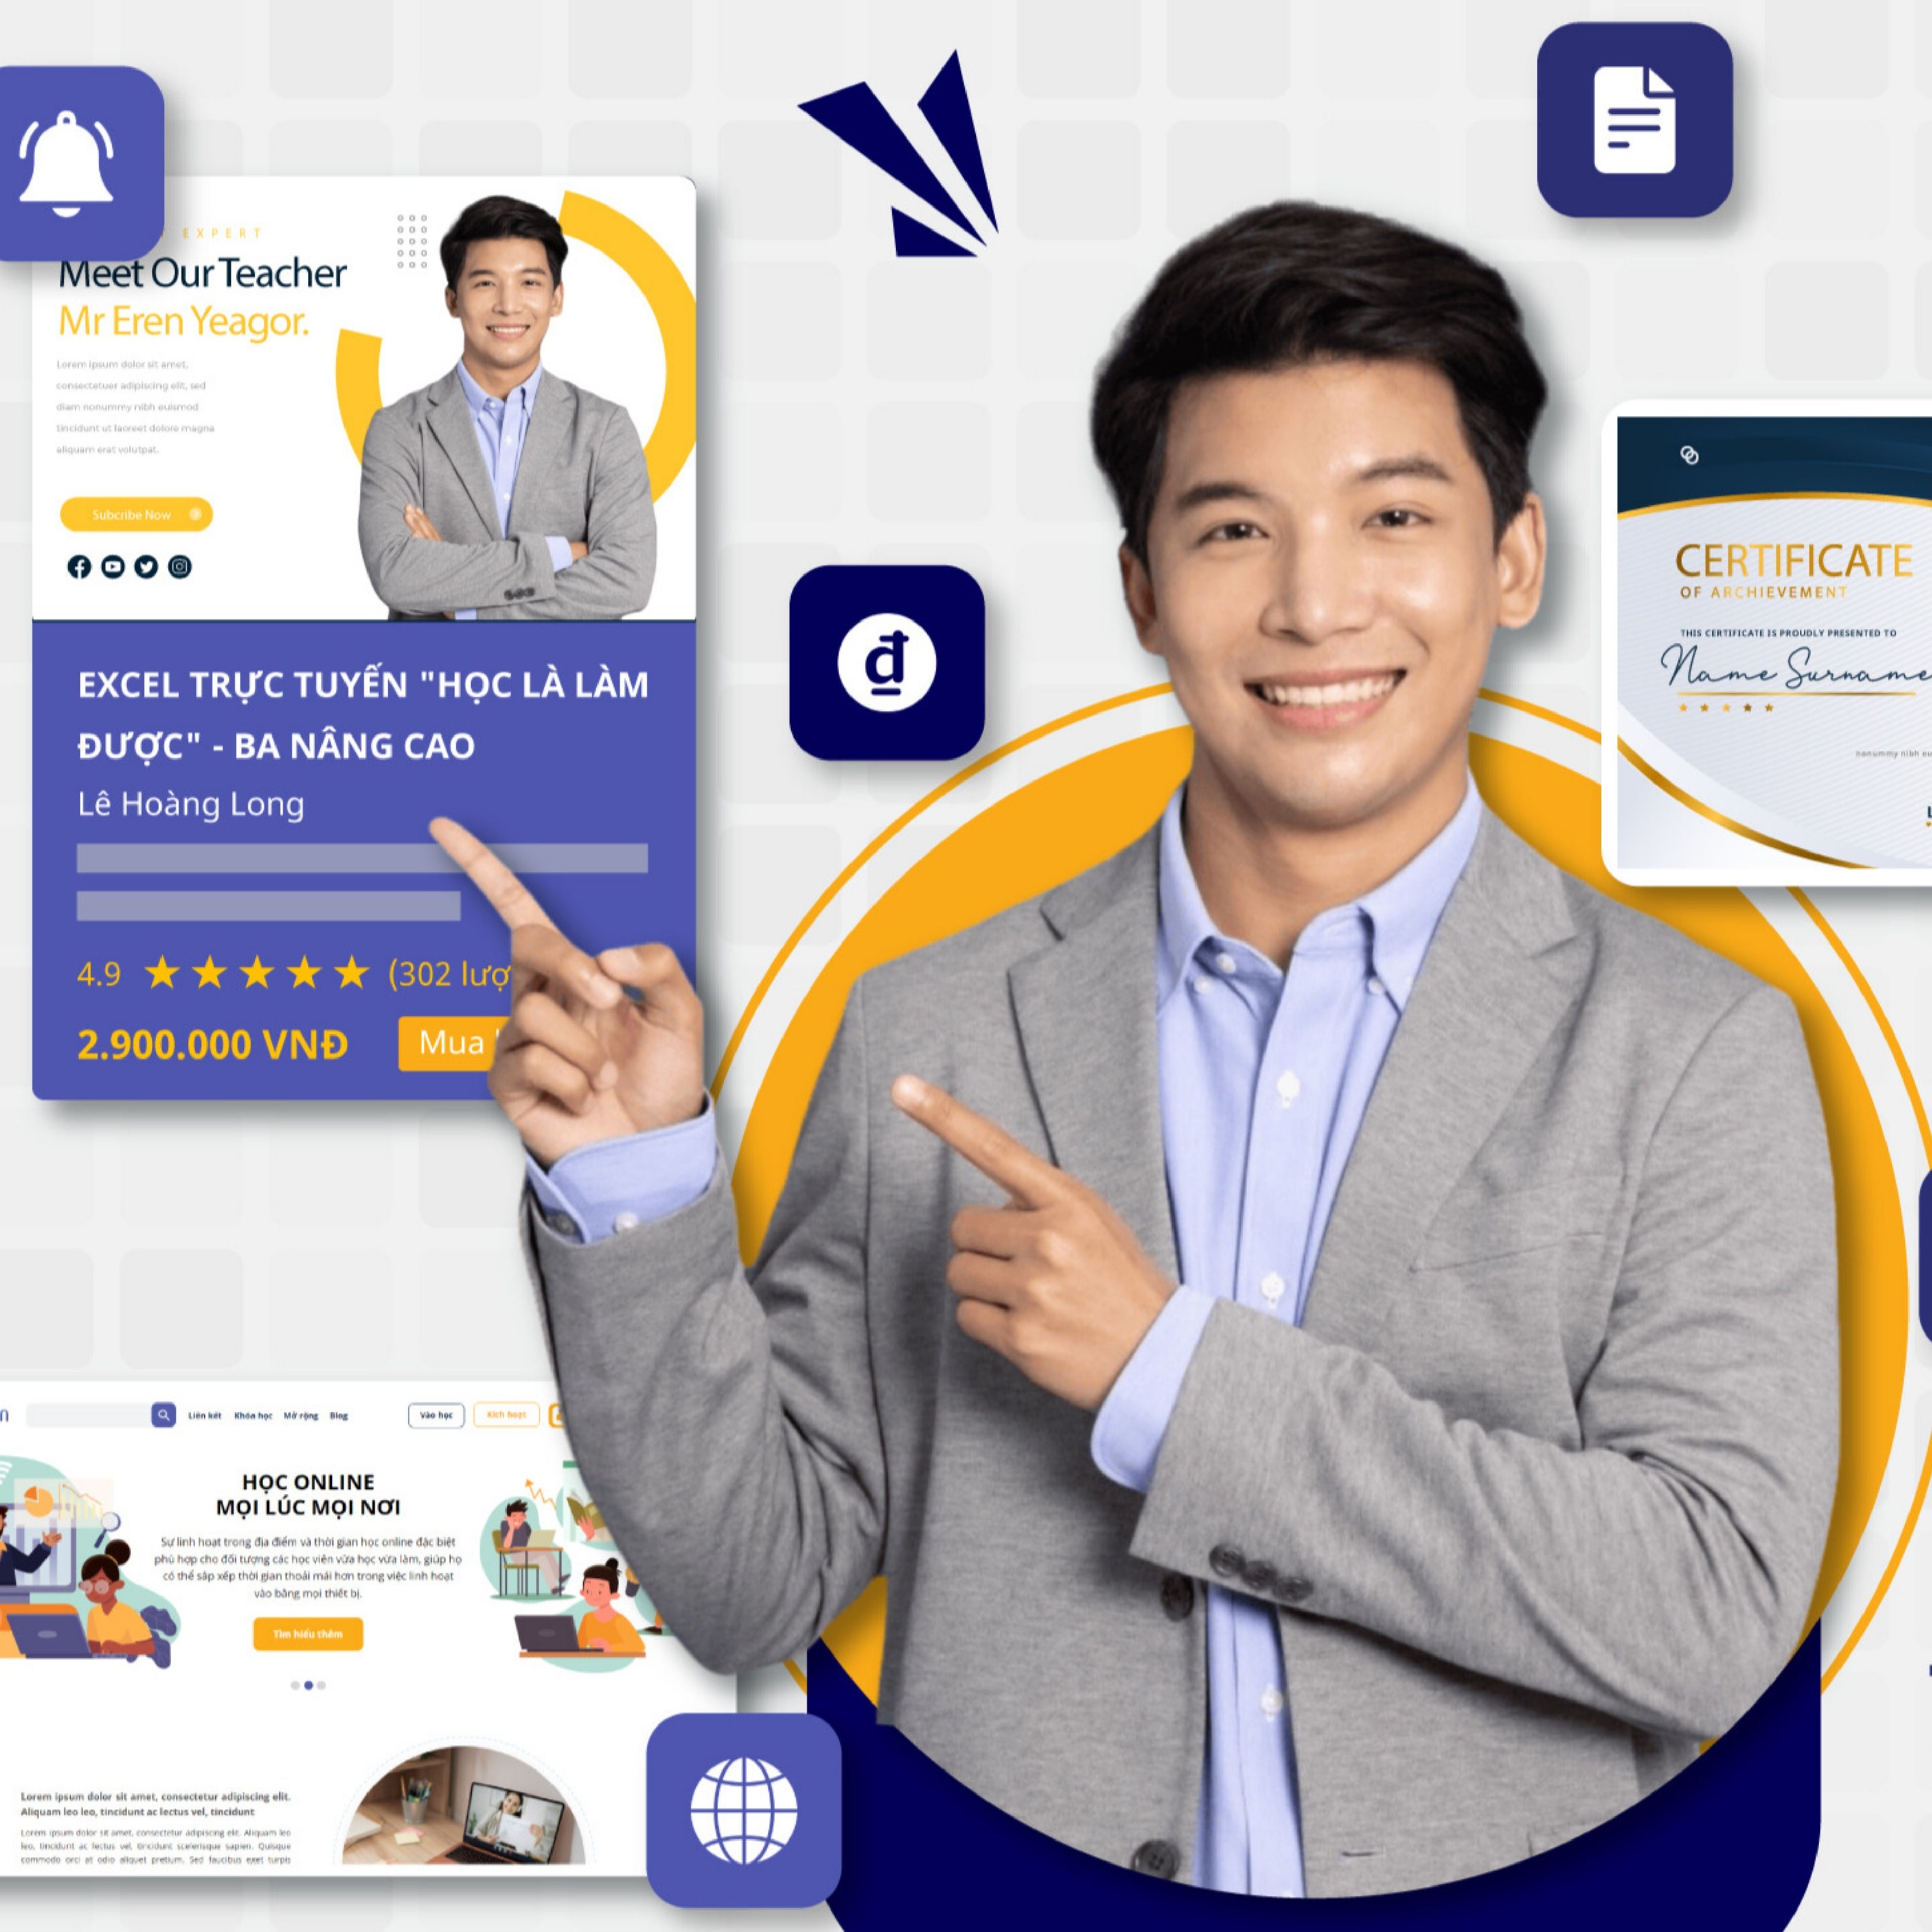 EXPERT
Meet Our Teacher
Mr Eren Yeagor.
Lorem ipsum dolor sit amet,
consectetuer adipiscing elit, sed
diam nonummy nibh euismod
tincidunt ut laoreet dolore magna
aliquam erat volutpat.
Subcribe Now
EXCEL TRỰC TUYẾN "HỌC LÀ LÀM
ĐƯỢC" - BA NÂNG CAO
Lê Hoàng Long
4.9 ★★★★★ (302 lượ
2.900.000 VNĐ
Mua
đ
CERTIFICATE
OF ARCHIEVEMENT
THIS CERTIFICATE IS PROUDLY PRESENTED TO
Name Surname
nonummy nibh eu
Liên kết Khóa học Mở rộng Blog Vào học Kích hoạt
HỌC ONLINE
MỌI LÚC MỌI NƠI
Sự linh hoạt trong địa điểm và thời gian học online đặc biệt
phù hợp cho đối tượng các học viên vừa học vừa làm, giúp họ
có thể sắp xếp thời gian thoải mái hơn trong việc linh hoạt
vào bằng mọi thiết bị.
Tìm hiểu thêm
Lorem ipsum dolor sit amet, consectetur adipiscing elit.
Aliquam leo leo, tincidunt ac lectus vel, tincidunt
Lorem ipsum dolor sit amet, consectetur adipiscing elit. Aliquam leo
leo, tincidunt ac lectus vel, tincidunt scelerisque sapien. Quisque
commodo orci at odio aliquet pretium. Sed faucibus eget turpis